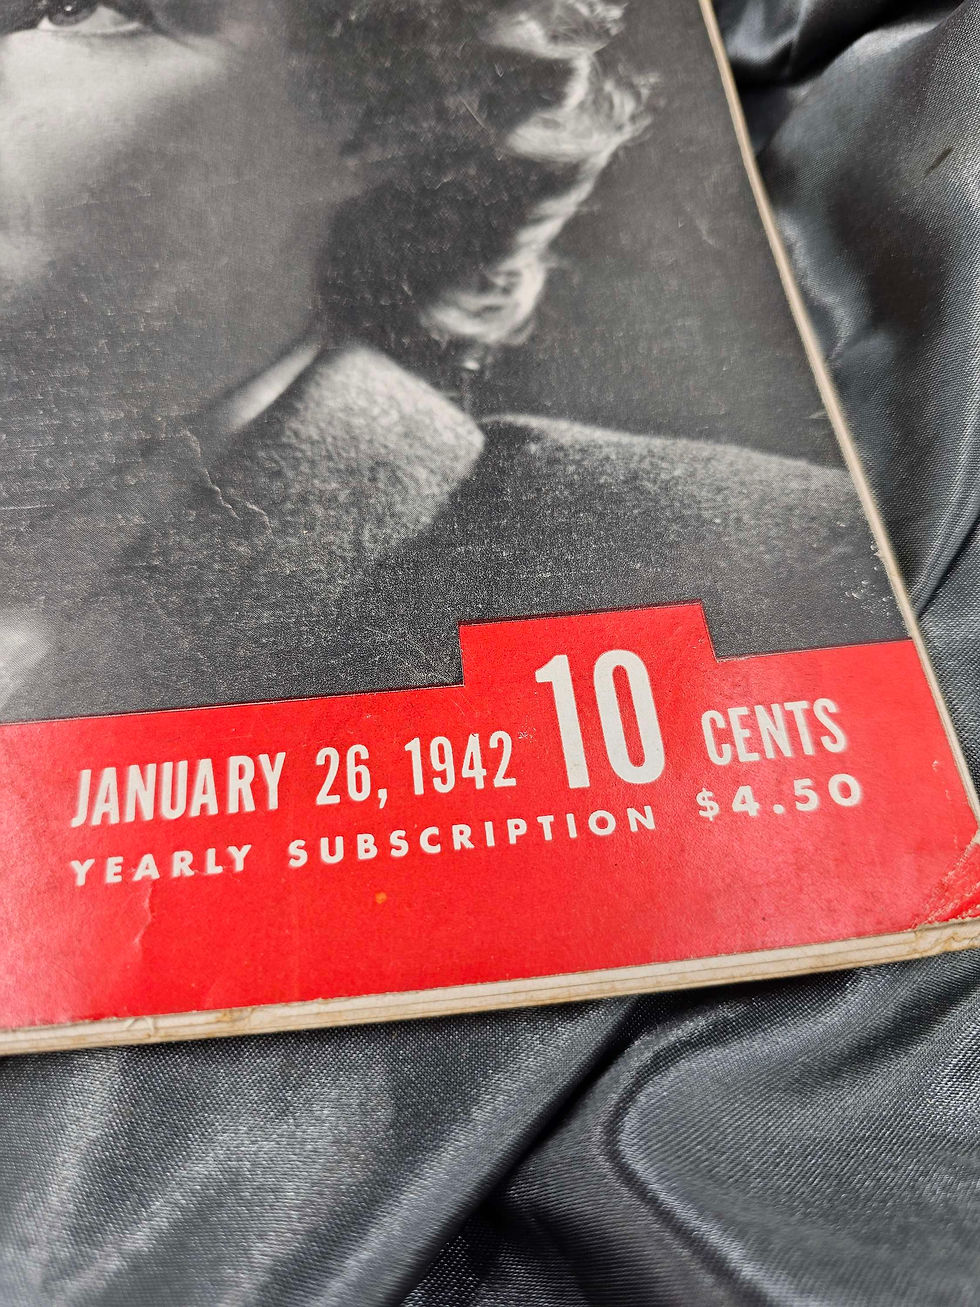 JANUARY 26, 1942 10 CENTS
YEARLY SUBSCRIPTION $4.50